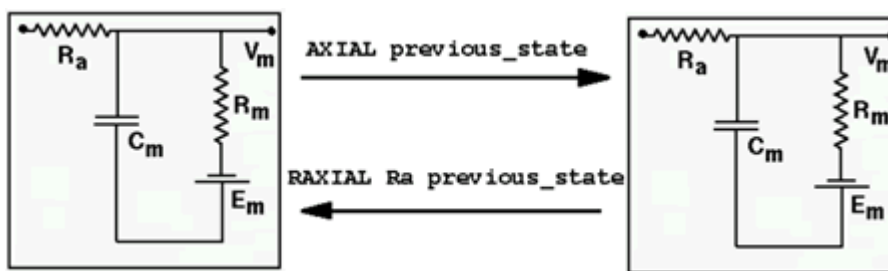 Ra
Vm
Rm
Cm
Em
AXIAL previous_state
RAXIAL Ra previous_state
Ra
Vm
Rm
Cm
Em